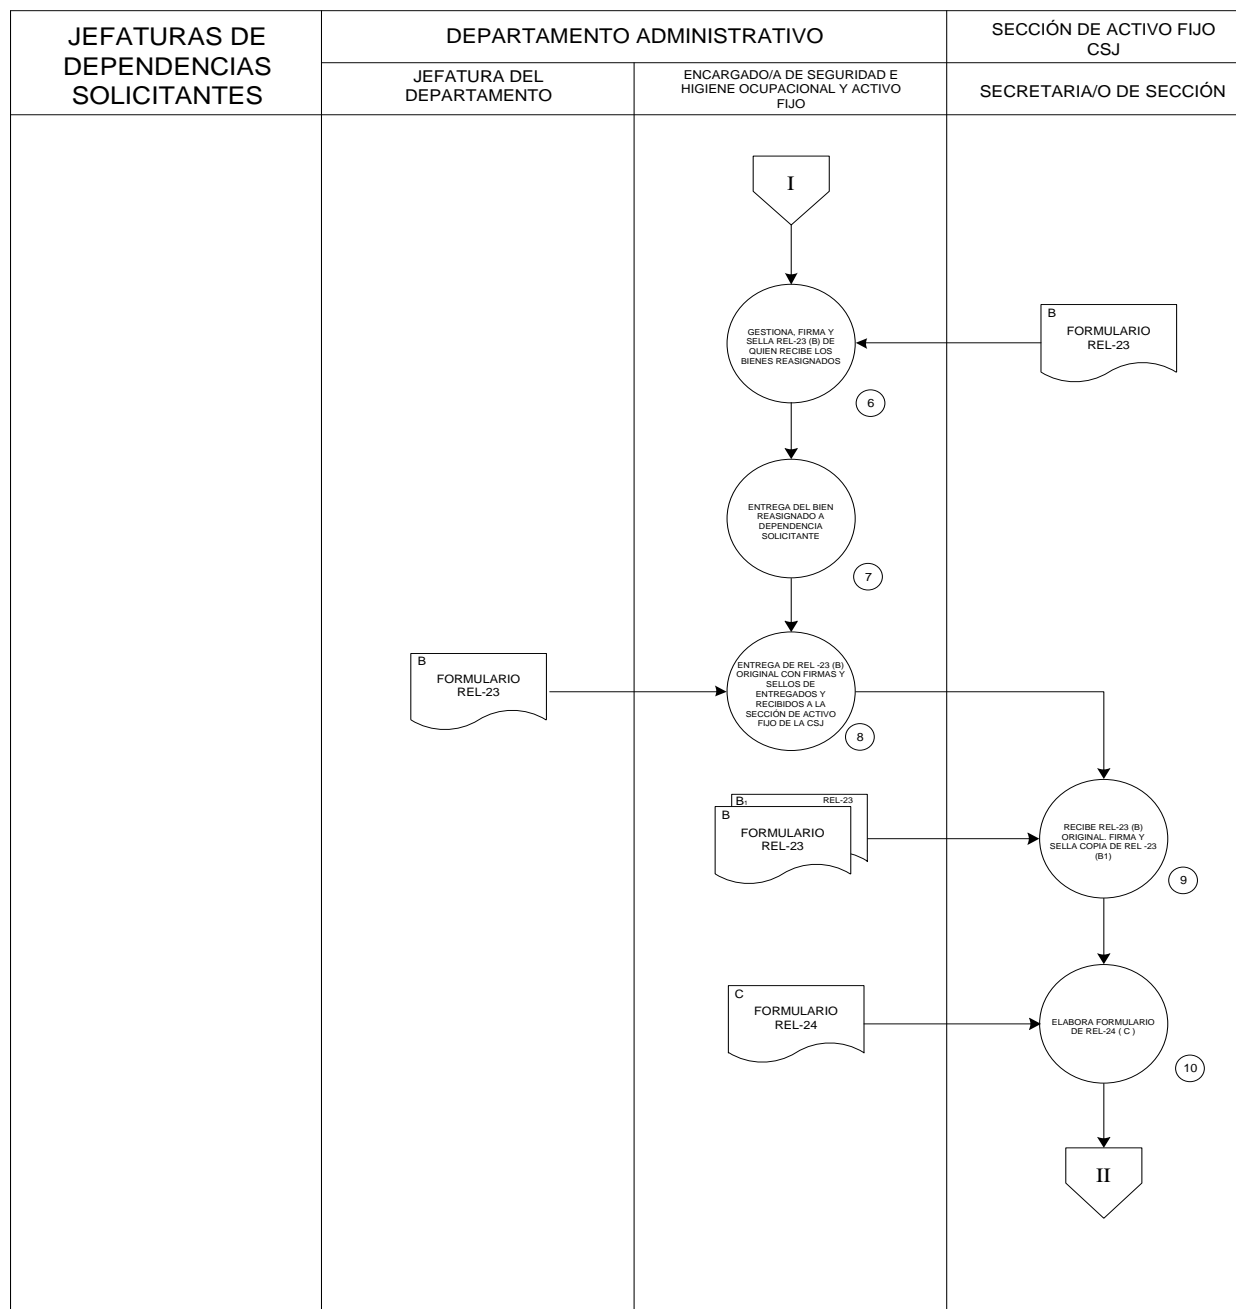 JEFATURAS DE
DEPENDENCIAS
SOLICITANTES
DEPARTAMENTO ADMINISTRATIVO
SECCIÓN DE ACTIVO FIJO
CSJ
JEFATURA DEL
DEPARTAMENTO
ENCARGADO/A DE SEGURIDAD E
HIGIENE OCUPACIONAL Y ACTIVO
FIJO
SECRETARIA/O DE SECCIÓN
I
GESTIONA, FIRMA Y
SELLA REL-23 (B) DE
QUIEN RECIBE LOS
BIENES REASIGNADOS
6
B
FORMULARIO
REL-23
ENTREGA DEL BIEN
REASIGNADO A
DEPENDENCIA
SOLICITANTE
7
B
FORMULARIO
REL-23
ENTREGA DE REL -23 (B)
ORIGINAL CON FIRMAS Y
SELLOS DE
ENTREGADOS Y
RECIBIDOS A LA
SECCIÓN DE ACTIVO
FIJO DE LA CSJ
8
B1 REL-23
B
FORMULARIO
REL-23
RECIBE REL-23 (B)
ORIGINAL. FIRMA Y
SELLA COPIA DE REL -23
(B1)
9
C
FORMULARIO
REL-24
ELABORA FORMULARIO
DE REL-24 ( C )
10
II